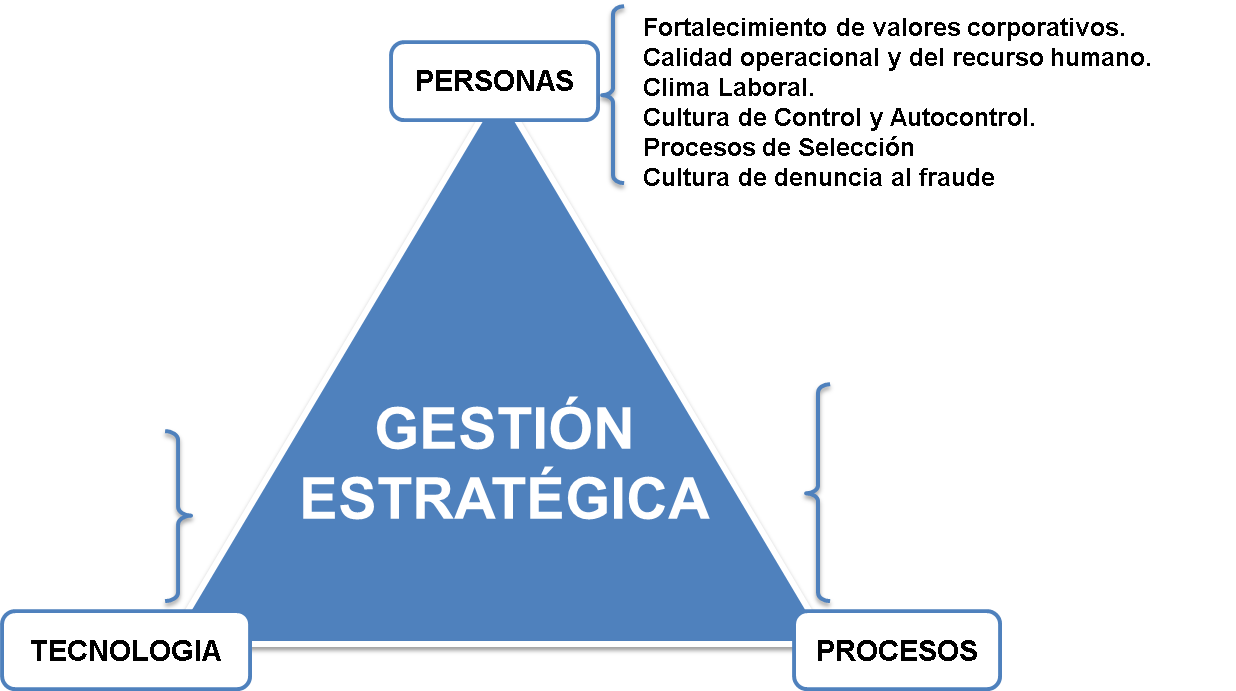 PERSONAS
Fortalecimiento de valores corporativos.
Calidad operacional y del recurso humano.
Clima Laboral.
Cultura de Control y Autocontrol.
Procesos de Selección
Cultura de denuncia al fraude
GESTIÓN
ESTRATÉGICA
TECNOLOGIA
PROCESOS